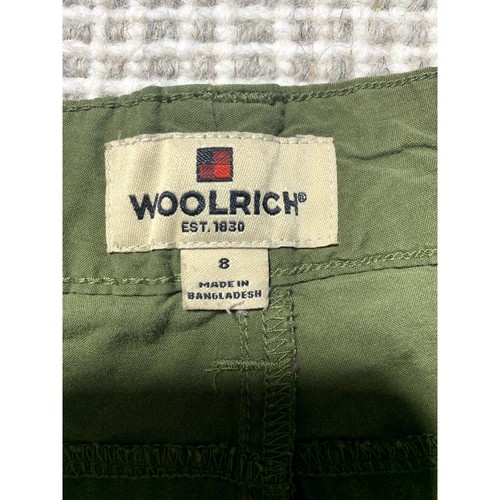 WOOLRICH®
EST. 1830
8
MADE IN
BANGLADESH